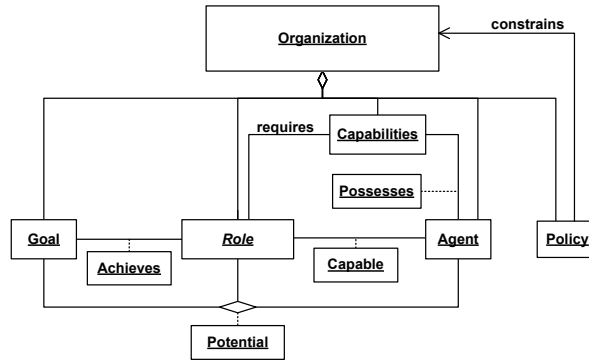 Organization
constrains
requires
Capabilities
Possesses
Goal
Role
Agent
Policy
Achieves
Capable
Potential